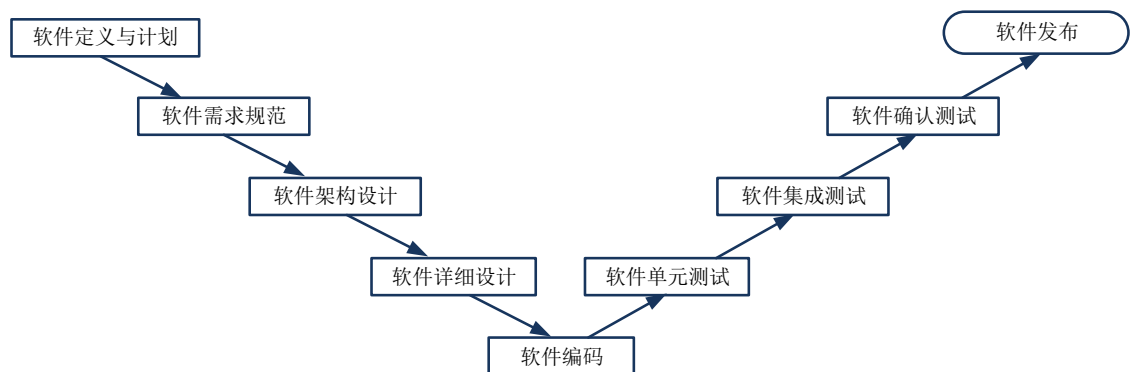 软件定义与计划
软件发布
软件需求规范
软件确认测试
软件架构设计
软件集成测试
软件详细设计
软件单元测试
软件编码